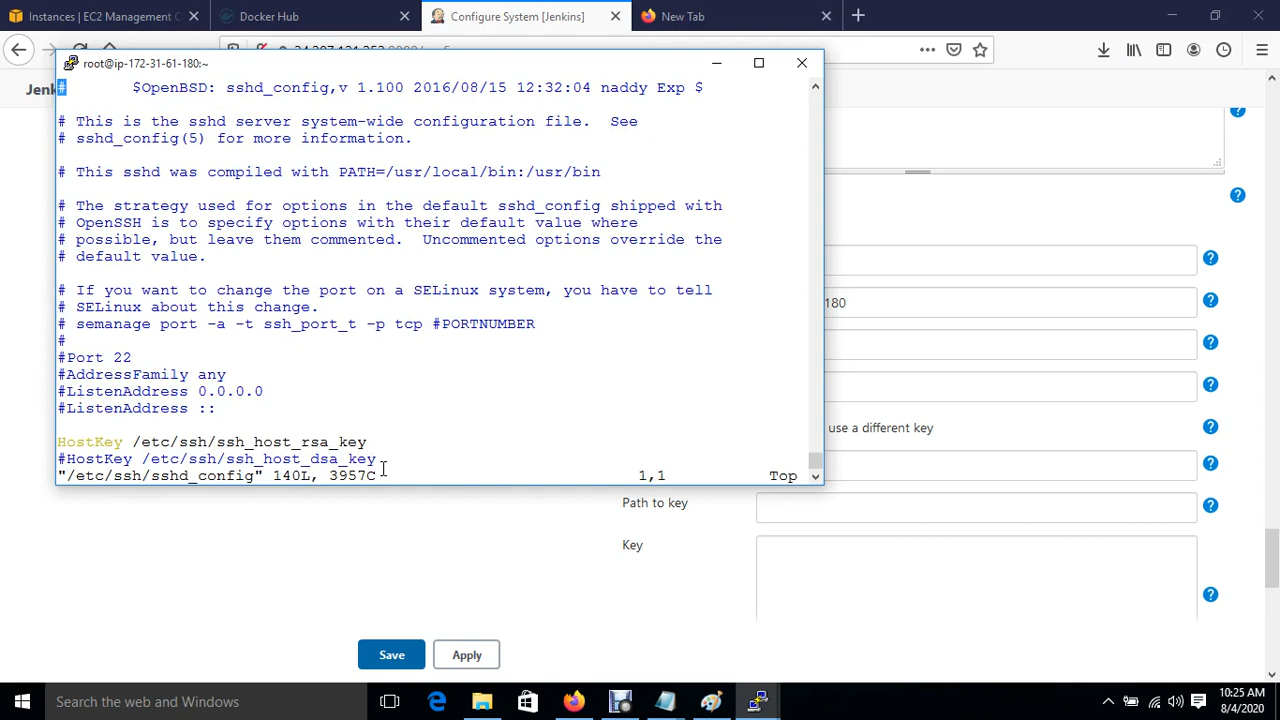 Instances | EC2 Management C
Docker Hub
Configure System [Jenkins]
New Tab
root@ip-172-31-61-180:~
Jen
#       $OpenBSD: sshd_config,v 1.100 2016/08/15 12:32:04 naddy Exp $
# This is the sshd server system-wide configuration file.  See
# sshd_config(5) for more information.
# This sshd was compiled with PATH=/usr/local/bin:/usr/bin
# The strategy used for options in the default sshd_config shipped with
# OpenSSH is to specify options with their default value where
# possible, but leave them commented.  Uncommented options override the
# default value.
# If you want to change the port on a SELinux system, you have to tell
# SELinux about this change.
# semanage port -a -t ssh_port_t -p tcp #PORTNUMBER
#
#Port 22
#AddressFamily any
#ListenAddress 0.0.0.0
#ListenAddress ::
HostKey /etc/ssh/ssh_host_rsa_key
#HostKey /etc/ssh/ssh_host_dsa_key
"/etc/ssh/sshd_config" 140L, 3957C 1,1 Top
180
use a different key
Path to key
Key
Save
Apply
Search the web and Windows
10:25 AM
8/4/2020